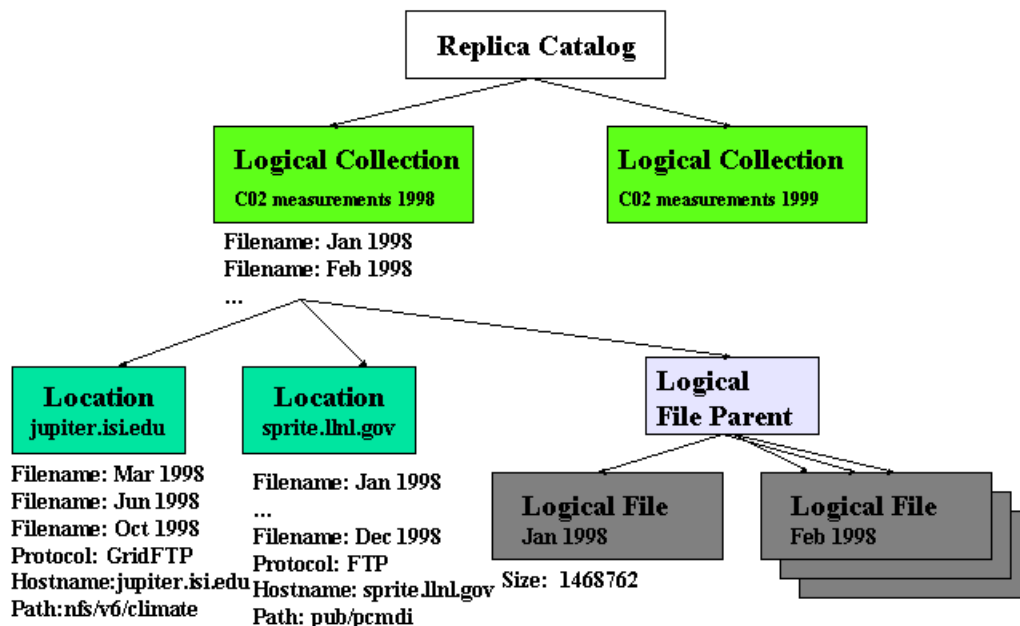 Replica Catalog
Logical Collection
C02 measurements 1998
Logical Collection
C02 measurements 1999
Filename: Jan 1998
Filename: Feb 1998
...
Location
jupiter.isi.edu
Location
sprite.llnl.gov
Logical
File Parent
Filename: Mar 1998
Filename: Jun 1998
Filename: Oct 1998
Protocol: GridFTP
Hostname:jupiter.isi.edu
Path:nfs/v6/climate
Filename: Jan 1998
...
Filename: Dec 1998
Protocol: FTP
Hostname: sprite.llnl.gov
Path: pub/pcmdi
Logical File
Jan 1998
Size: 1468762
Logical File
Feb 1998